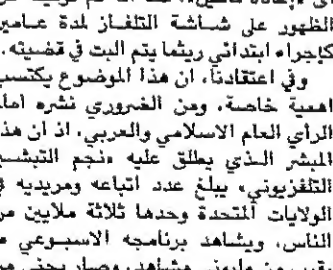 الظهور على شاشة التلفاز لمدة عامين
كإجراء ابتدائي ريثما يتم البت في قضيته.
وفي اعتقادنا، ان هذا الموضوع يكتسب
اهمية خاصة، ومن الضروري نشره امام
الرأي العام الاسلامي والعربي، اذ ان هذا
المبشر الذي يطلق عليه «نجم التبشير
التلفزيوني» يبلغ عدد اتباعه ومريديه في
الولايات المتحدة وحدها ثلاثة ملايين من
الناس، ويشاهد برنامجه الاسبوعي ما